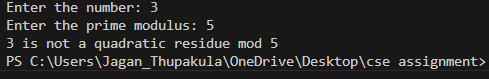 Enter the number: 3
Enter the prime modulus: 5
3 is not a quadratic residue mod 5
PS C:\Users\Jagan_Thupakula\OneDrive\Desktop\cse assignment>